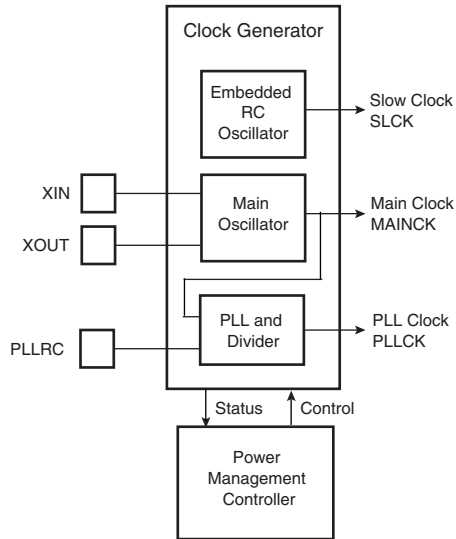 Clock Generator
Embedded
RC
Oscillator
Slow Clock
SLCK
XIN
XOUT
Main
Oscillator
Main Clock
MAINCK
PLLRC
PLL and
Divider
PLL Clock
PLLCK
Status
Control
Power
Management
Controller